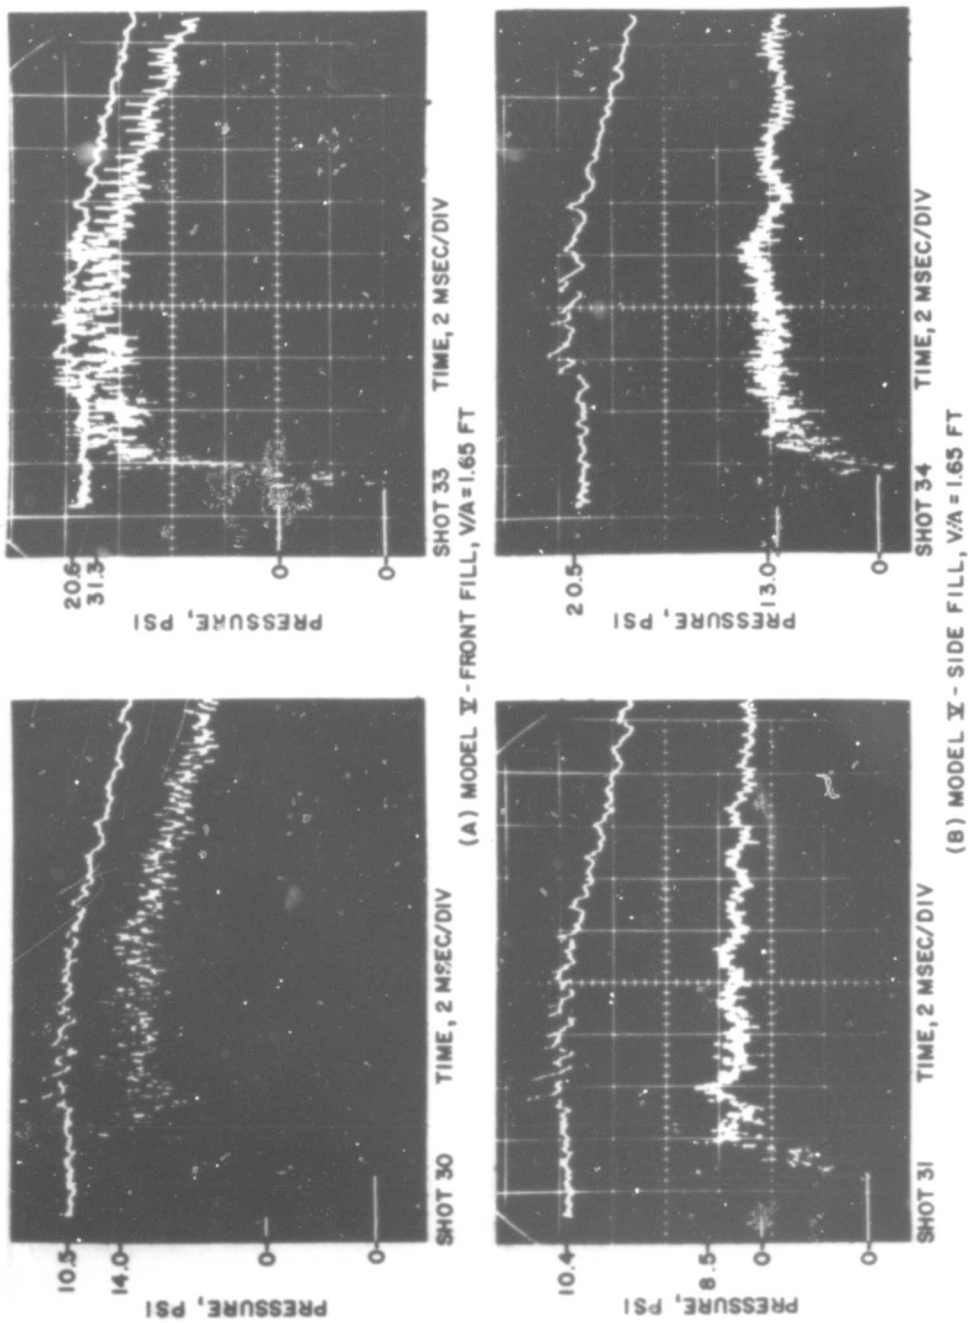 PRESSURE, PSI
10.5
14.0
0
0
SHOT 30 TIME, 2 MSEC/DIV
PRESSURE, PSI
20.6
31.3
0
0
SHOT 33 TIME, 2 MSEC/DIV
(A) MODEL V - FRONT FILL, V/A = 1.65 FT
PRESSURE, PSI
10.4
8.5
0
0
SHOT 31 TIME, 2 MSEC/DIV
PRESSURE, PSI
20.5
13.0
0
SHOT 34 TIME, 2 MSEC/DIV
(B) MODEL V - SIDE FILL, V/A = 1.65 FT